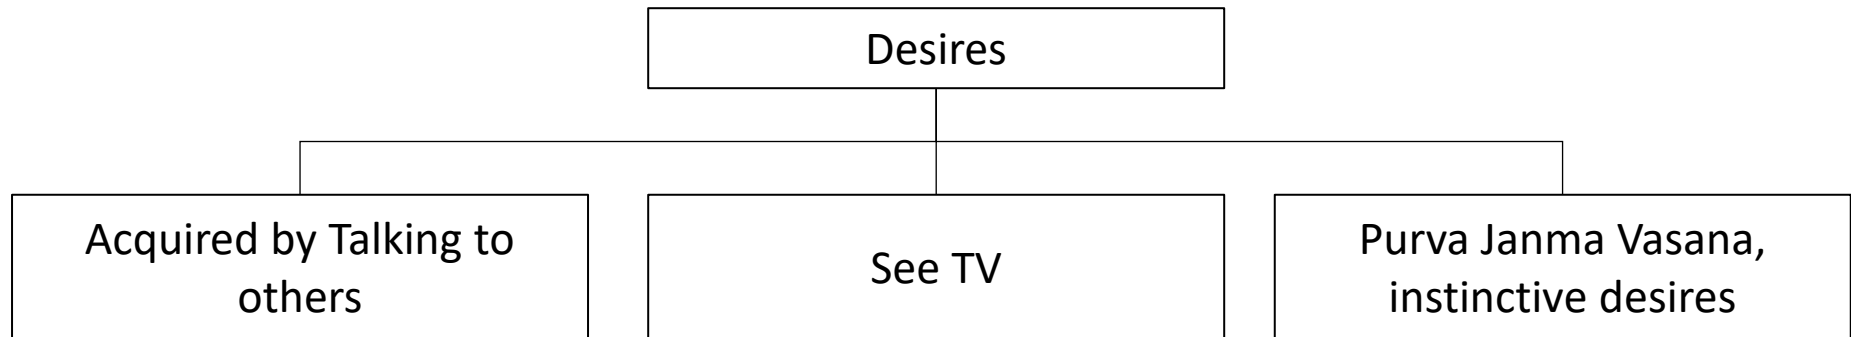 Desires
Acquired by Talking to
others
See TV
Purva Janma Vasana,
instinctive desires